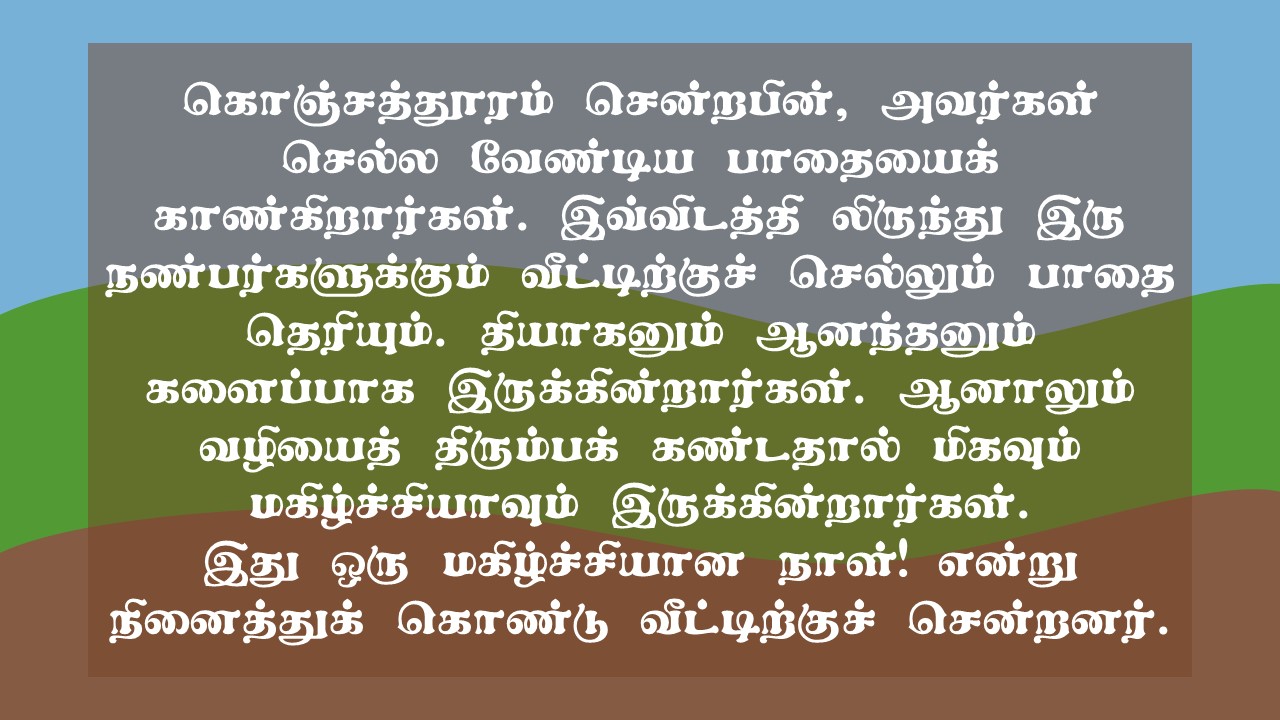 கொஞ்சத்தூரம் சென்றபின், அவர்கள்
செல்ல வேண்டிய பாதையைக்
காண்கிறார்கள். இவ்விடத்தி லிருந்து இரு
நண்பர்களுக்கும் வீட்டிற்குச் செல்லும் பாதை
தெரியும். தியாகனும் ஆனந்தனும்
களைப்பாக இருக்கின்றார்கள். ஆனாலும்
வழியைத் திரும்பக் கண்டதால் மிகவும்
மகிழ்ச்சியாவும் இருக்கின்றார்கள்.
இது ஒரு மகிழ்ச்சியான நாள்! என்று
நினைத்துக் கொண்டு வீட்டிற்குச் சென்றனர்.